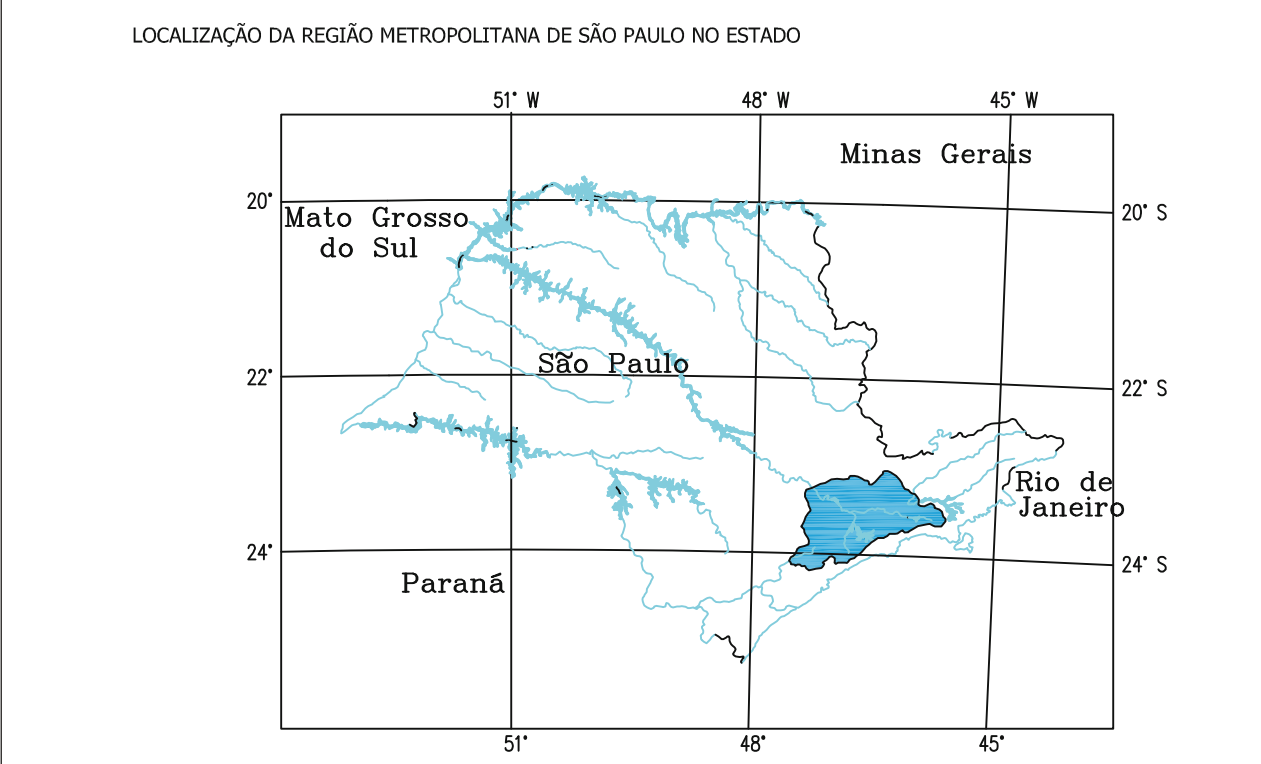 LOCALIZAÇÃO DA REGIÃO METROPOLITANA DE SÃO PAULO NO ESTADO
51° W
48° W
45° W
Minas Gerais
20°
20° S
Mato Grosso
do Sul
São Paulo
22°
22° S
Rio de
Janeiro
24°
24° S
Paraná
51°
48°
45°